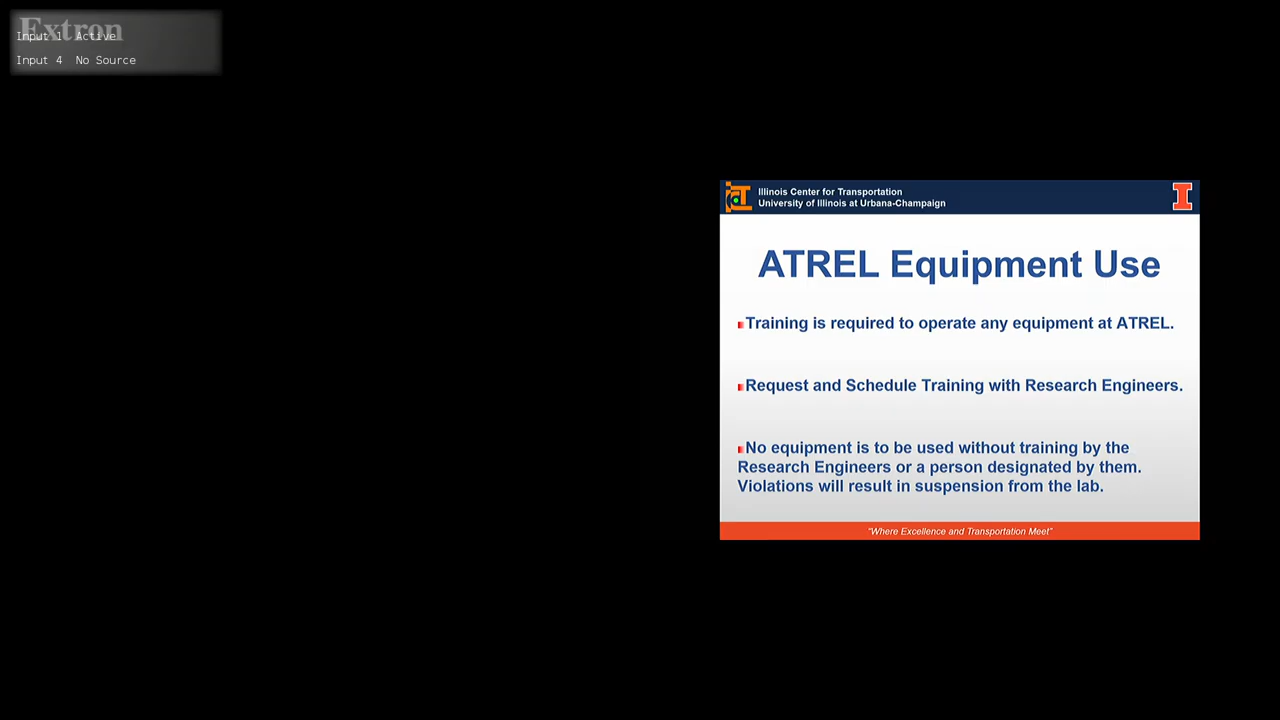 Extron
Input 1 Active
Input 4 No Source
Illinois Center for Transportation
University of Illinois at Urbana-Champaign
ATREL Equipment Use
Training is required to operate any equipment at ATREL.
Request and Schedule Training with Research Engineers.
No equipment is to be used without training by the
Research Engineers or a person designated by them.
Violations will result in suspension from the lab.
"Where Excellence and Transportation Meet"